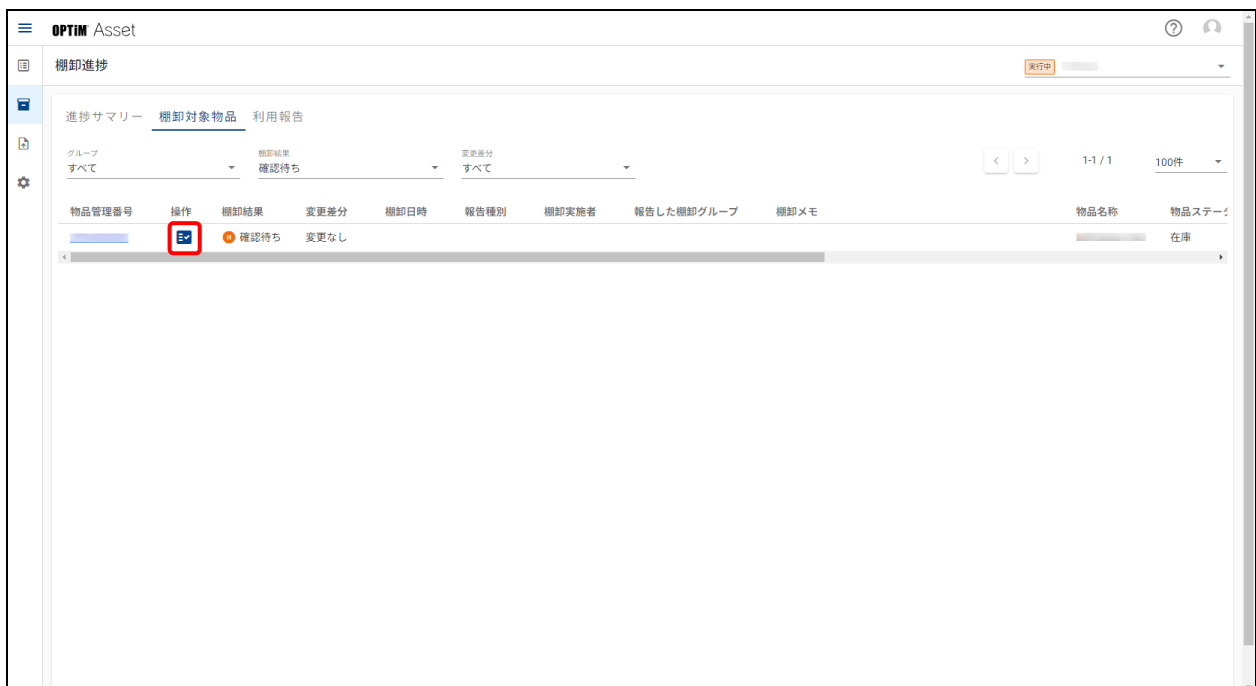 OPTiM Asset
棚卸進捗 実行中
進捗サマリー 棚卸対象物品 利用報告
グループ 棚卸結果 変更差分
すべて 確認待ち すべて 1-1 / 1 100件
物品管理番号 操作 棚卸結果 変更差分 棚卸日時 報告種別 棚卸実施者 報告した棚卸グループ 棚卸メモ 物品名称 物品ステータ
確認待ち 変更なし 在庫